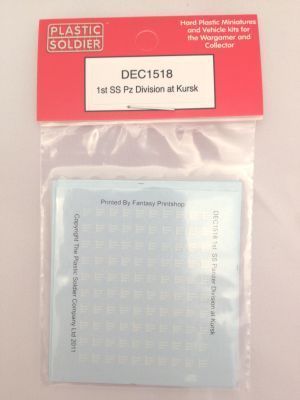 PLASTIC
SOLDIER
Hard Plastic Miniatures
and Vehicle kits for
the Wargamer and
Collector
DEC1518
1st SS Pz Division at Kursk
Printed By Fantasy Printshop
DEC1518 1st SS Panzer Division at Kursk
Copyright The Plastic Soldier Company Ltd 2011